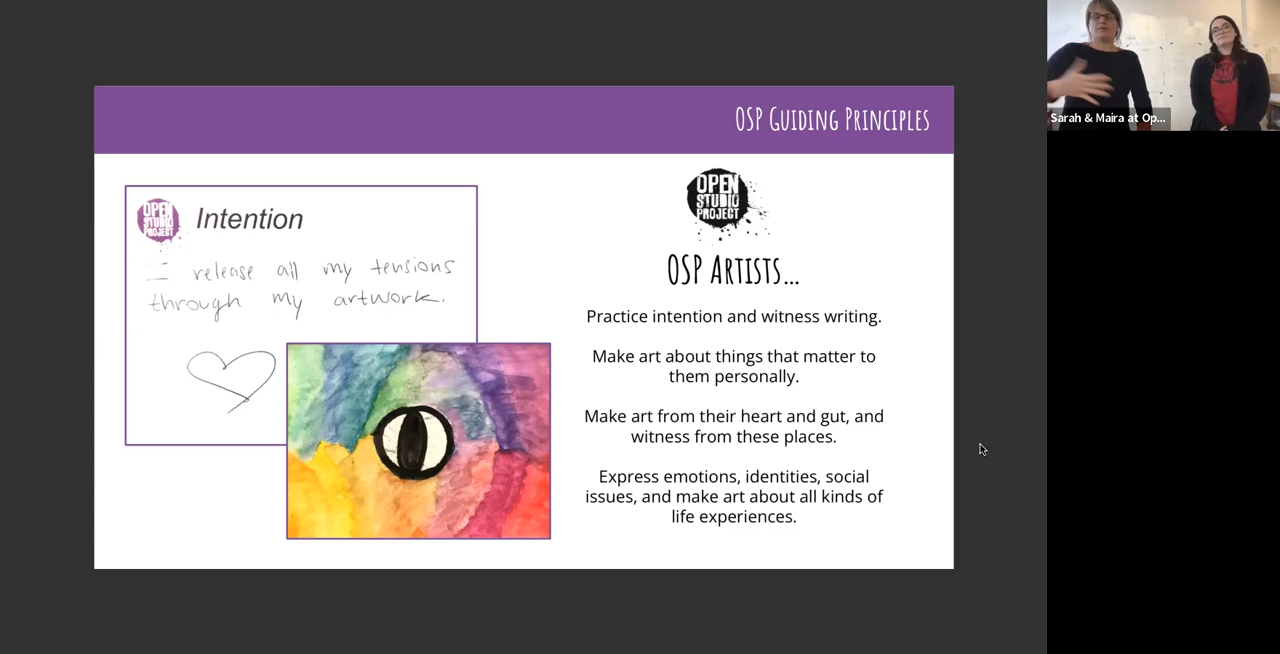 OSP Guiding Principles
OPEN
STUDIO
PROJECT
Intention
I release all my tensions
through my artwork.
OPEN
STUDIO
PROJECT
OSP Artists...
Practice intention and witness writing.
Make art about things that matter to
them personally.
Make art from their heart and gut, and
witness from these places.
Express emotions, identities, social
issues, and make art about all kinds of
life experiences.
Sarah & Maira at Op...